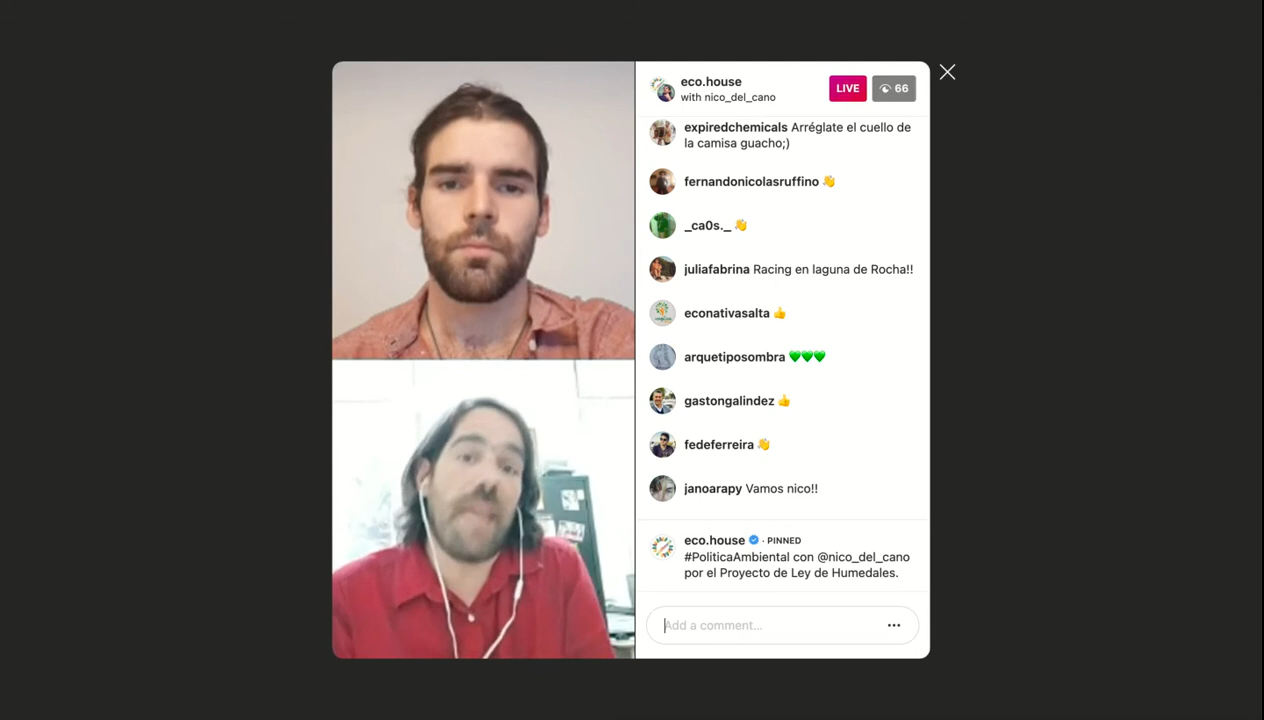 eco.house
with nico_del_cano
LIVE
66
expiredchemicals Arréglate el cuello de
la camisa guacho;)
fernandonicolasruffino 👋
_ca0s._ 👋
juliafabrina Racing en laguna de Rocha!!
econativasalta 👍
arquetiposombra 💚💚💚
gastongalindez 👍
fedeferreira 👋
janoarapy Vamos nico!!
eco.house · PINNED
#PoliticaAmbiental con @nico_del_cano
por el Proyecto de Ley de Humedales.
Add a comment...